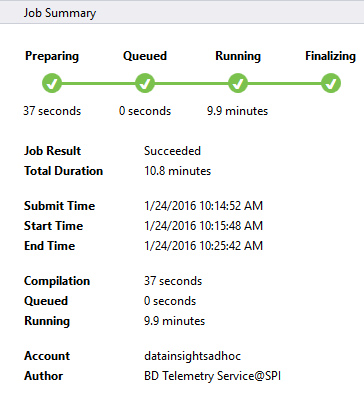 Job Summary
Preparing Queued Running Finalizing
37 seconds 0 seconds 9.9 minutes
Job Result Succeeded
Total Duration 10.8 minutes
Submit Time 1/24/2016 10:14:52 AM
Start Time 1/24/2016 10:15:48 AM
End Time 1/24/2016 10:25:42 AM
Compilation 37 seconds
Queued 0 seconds
Running 9.9 minutes
Account datainsightsadhoc
Author BD Telemetry Service@SPI